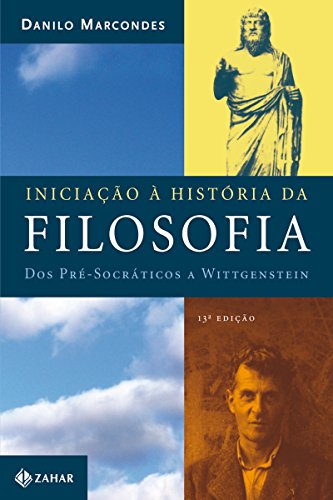 DANILO MARCONDES
INICIAÇÃO À HISTÓRIA DA
FILOSOFIA
DOS PRÉ-SOCRÁTICOS A WITTGENSTEIN
13ª EDIÇÃO
ZAHAR